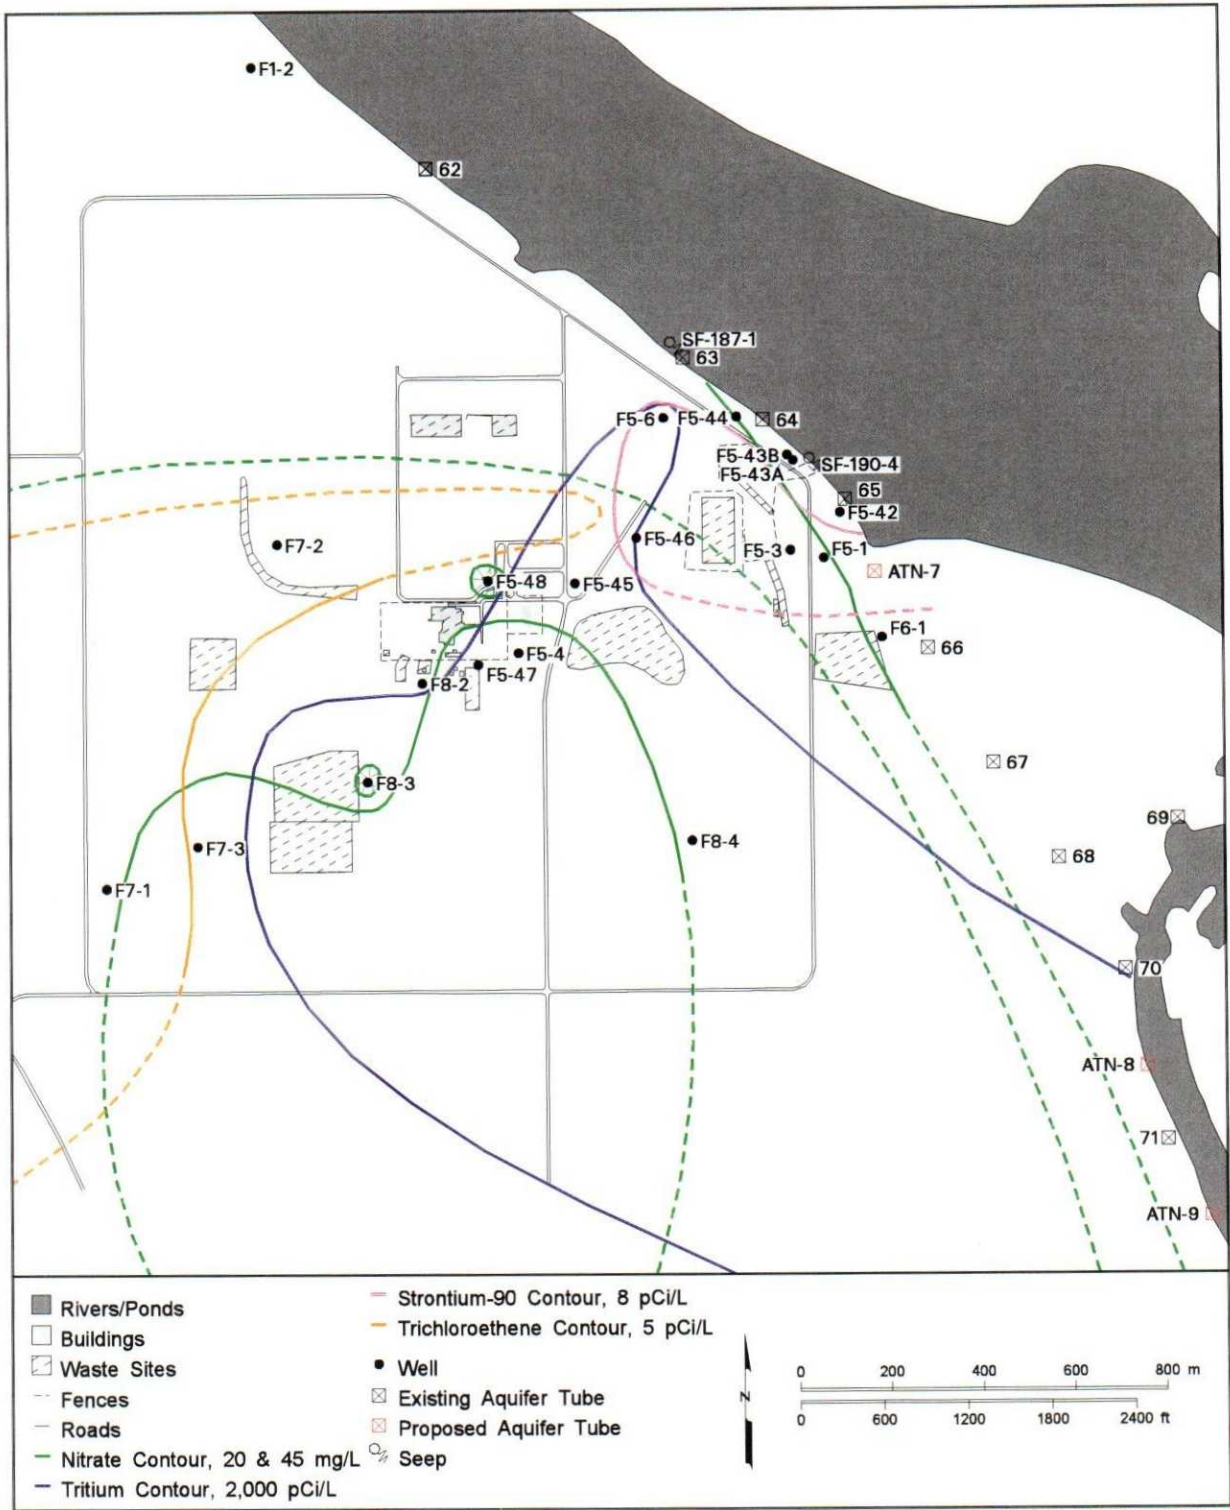 F1-2
62
SF-187-1
63
F5-6
F5-44
64
F5-43B
F5-43A
SF-190-4
65
F5-42
F7-2
F5-46
F5-3
F5-1
ATN-7
F5-48
F5-45
F6-1
66
F5-4
F5-47
F8-2
67
F8-3
69
F7-3
F8-4
68
F7-1
70
ATN-8
71
ATN-9
Rivers/Ponds
Buildings
Waste Sites
Fences
Roads
Nitrate Contour, 20 & 45 mg/L
Tritium Contour, 2,000 pCi/L
Strontium-90 Contour, 8 pCi/L
Trichloroethene Contour, 5 pCi/L
Well
Existing Aquifer Tube
Proposed Aquifer Tube
Seep
N
0 200 400 600 800 m
0 600 1200 1800 2400 ft